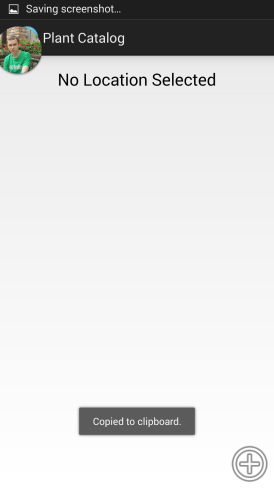 Saving screenshot...
Plant Catalog
No Location Selected
Copied to clipboard.